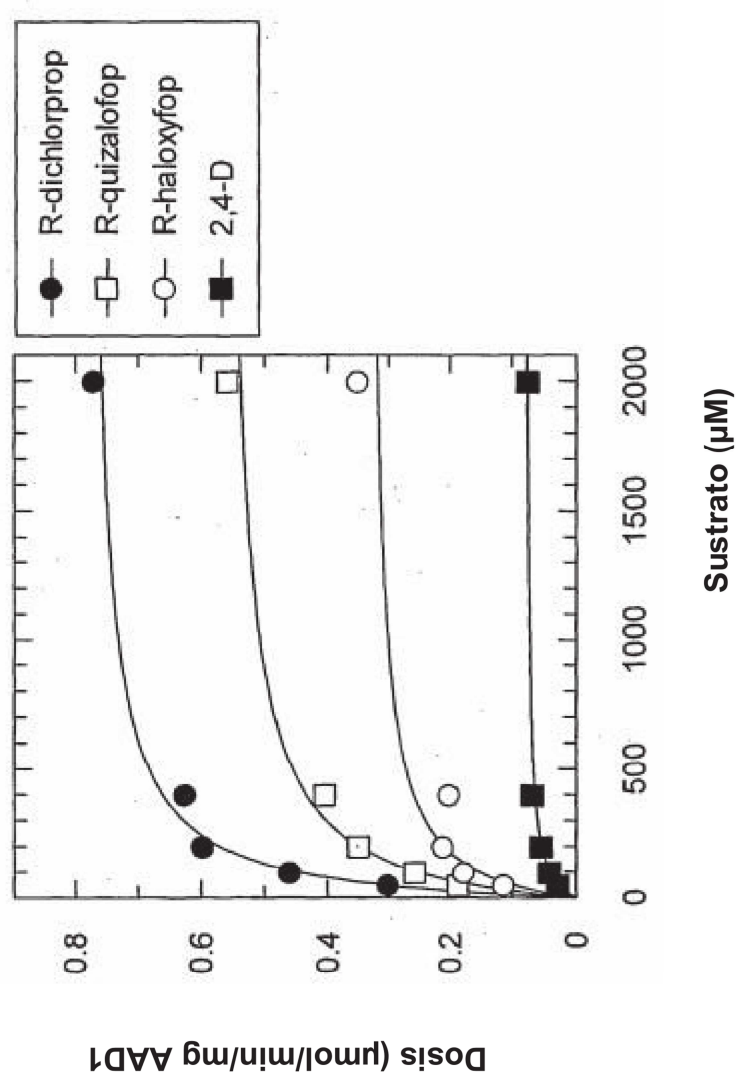 R-dichlorprop
R-quizalofop
R-haloxyfop
2,4-D
0.8
0.6
0.4
0.2
0
0
500
1000
1500
2000
Sustrato (µM)
Dosis (µmol/min/mg AAD1